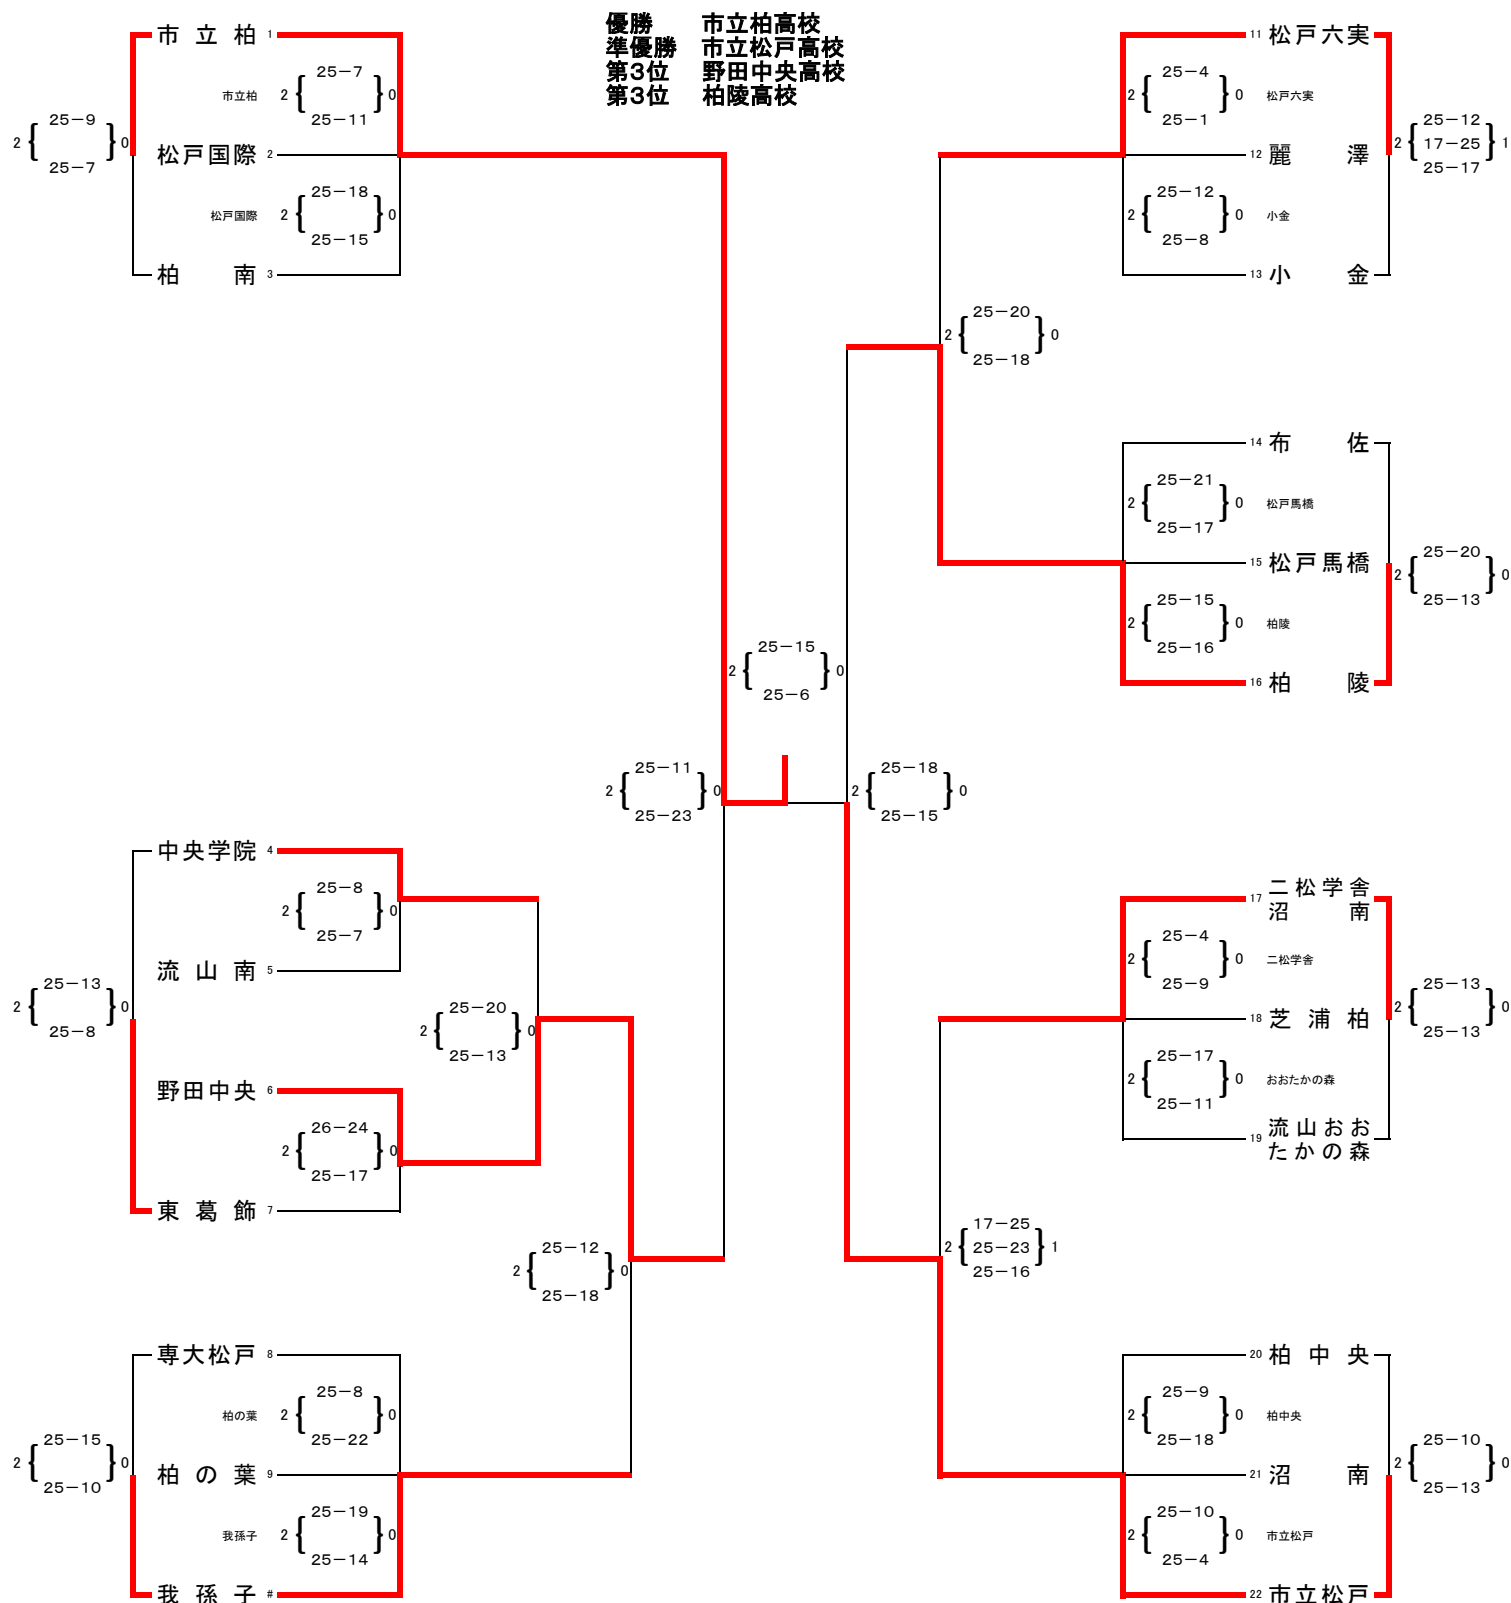 優勝 市立柏高校
準優勝 市立松戸高校
第3位 野田中央高校
第3位 柏陵高校
市立柏 1
25-7
市立柏 2 { } 0
25-11
25-9
2 { } 0
25-7
松戸国際 2
25-18
松戸国際 2 { } 0
25-15
柏南 3
中央学院 4
25-8
2 { } 0
25-7
流山南 5
25-13
2 { } 0
25-8
25-20
2 { } 0
25-13
野田中央 6
26-24
2 { } 0
25-17
東葛飾 7
25-12
2 { } 0
25-18
専大松戸 8
25-8
柏の葉 2 { } 0
25-22
25-15
2 { } 0
25-10
柏の葉 9
25-19
我孫子 2 { } 0
25-14
我孫子 #
25-11
2 { } 0
25-23
25-15
2 { } 0
25-6
25-18
2 { } 0
25-15
11 松戸六実
25-4
2 { } 0 松戸六実
25-1
25-12
2 { 17-25 } 1
25-17
12 麗澤
25-12
2 { } 0 小金
25-8
13 小金
25-20
2 { } 0
25-18
14 布佐
25-21
2 { } 0 松戸馬橋
25-17
15 松戸馬橋
25-20
2 { } 0
25-13
25-15
2 { } 0 柏陵
25-16
16 柏陵
17 二松学舎
沼南
25-4
2 { } 0 二松学舎
25-9
25-13
2 { } 0
25-13
18 芝浦柏
25-17
2 { } 0 おおたかの森
25-11
19 流山おお
たかの森
17-25
2 { 25-23 } 1
25-16
20 柏中央
25-9
2 { } 0 柏中央
25-18
25-10
2 { } 0
25-13
21 沼南
25-10
2 { } 0 市立松戸
25-4
22 市立松戸